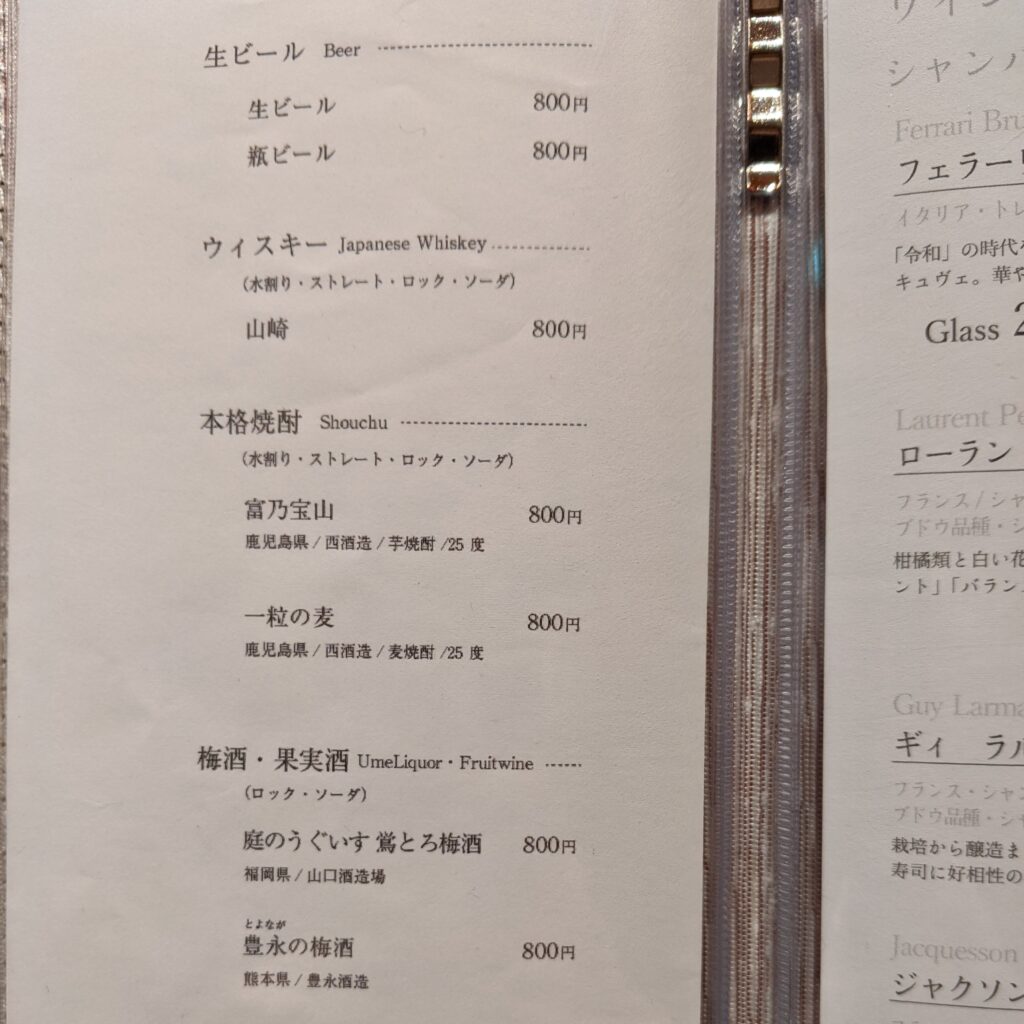 生ビール Beer
生ビール 800円
瓶ビール 800円
ウィスキー Japanese Whiskey
(水割り・ストレート・ロック・ソーダ)
山崎 800円
本格焼酎 Shouchu
(水割り・ストレート・ロック・ソーダ)
富乃宝山 800円
鹿児島県 / 西酒造 / 芋焼酎 /25 度
一粒の麦 800円
鹿児島県 / 西酒造 / 麦焼酎 /25 度
梅酒・果実酒 UmeLiquor・Fruitwine
(ロック・ソーダ)
庭のうぐいす 鶯とろ梅酒 800円
福岡県 / 山口酒造場
とよなが
豊永の梅酒 800円
熊本県 / 豊永酒造
ワイン
シャンパ
Ferrari Bru
フェラー
イタリア・トレ
「令和」の時代
キュヴェ。華や
Glass 2
Laurent Pe
ローラン
フランス / シャ
ブドウ品種・シ
柑橘類と白い花
ント」「バラン
Guy Larma
ギィ ラル
フランス・シャン
ブドウ品種・シャ
栽培から醸造ま
寿司に好相性の
Jacquesson
ジャクソン